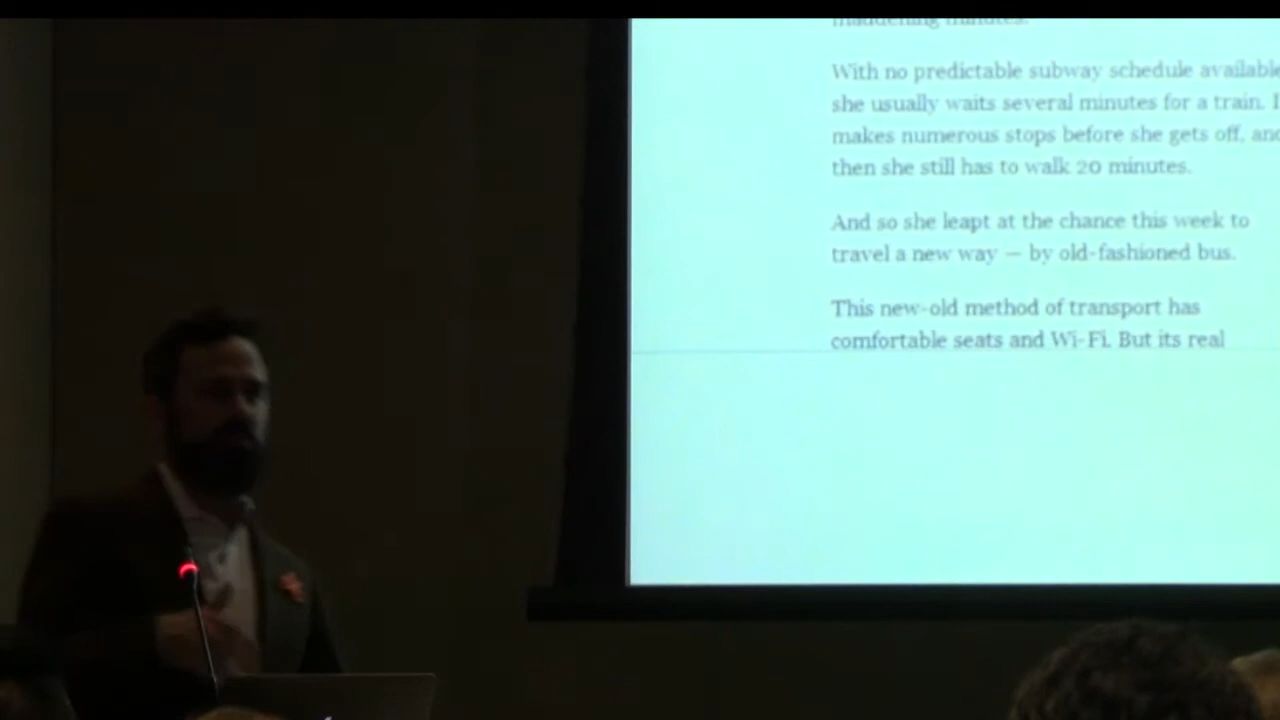 maddening minutes.
With no predictable subway schedule available
she usually waits several minutes for a train. I
makes numerous stops before she gets off, and
then she still has to walk 20 minutes.
And so she leapt at the chance this week to
travel a new way — by old-fashioned bus.
This new-old method of transport has
comfortable seats and Wi-Fi. But its real